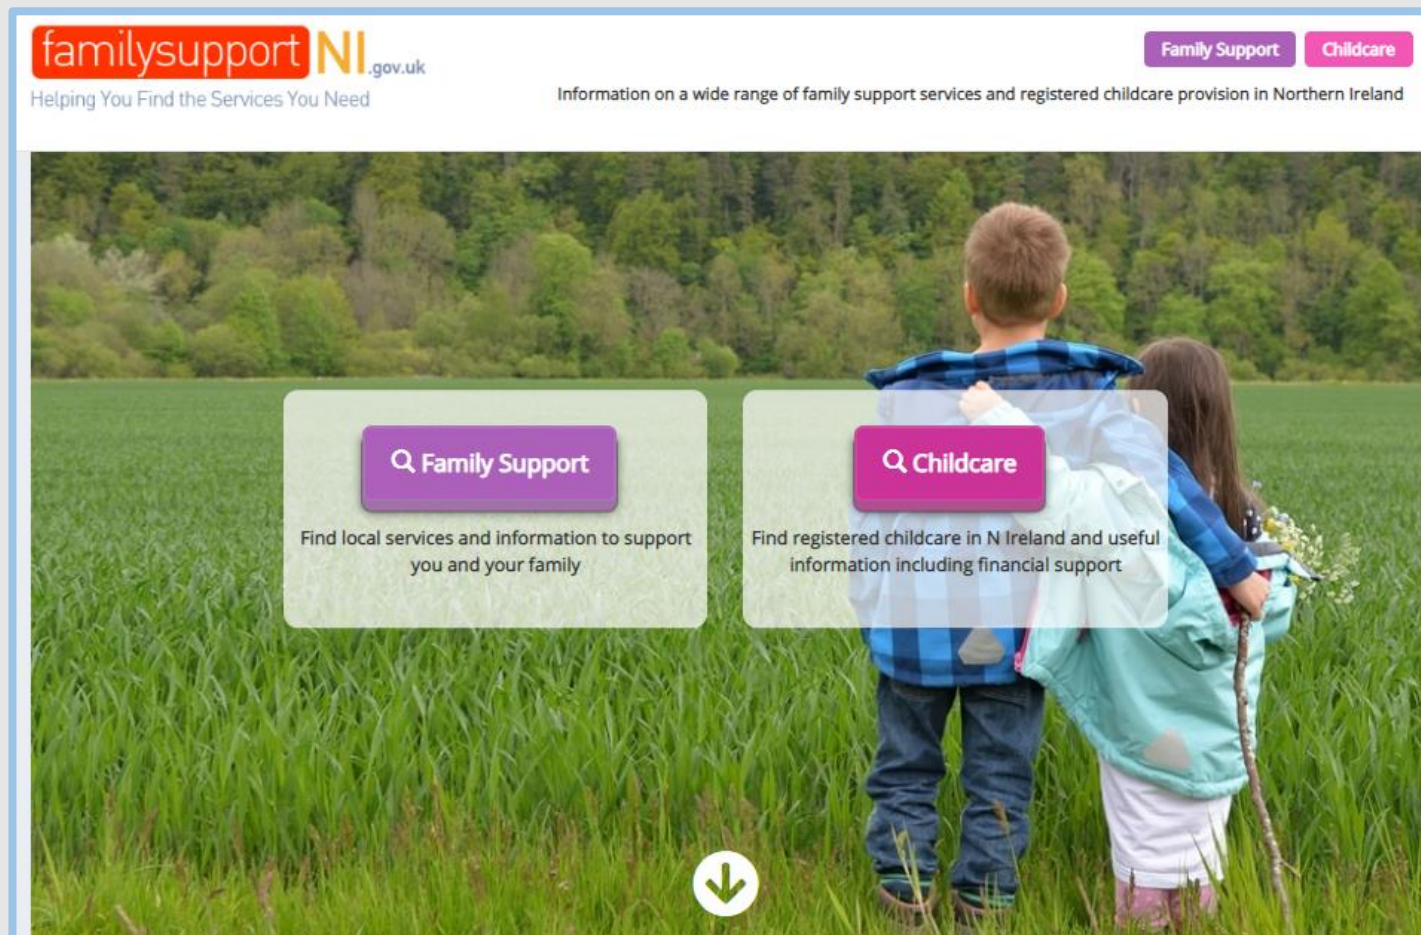 familysupport NI.gov.uk
Helping You Find the Services You Need
Family Support
Childcare
Information on a wide range of family support services and registered childcare provision in Northern Ireland
Family Support
Find local services and information to support
you and your family
Childcare
Find registered childcare in N Ireland and useful
information including financial support